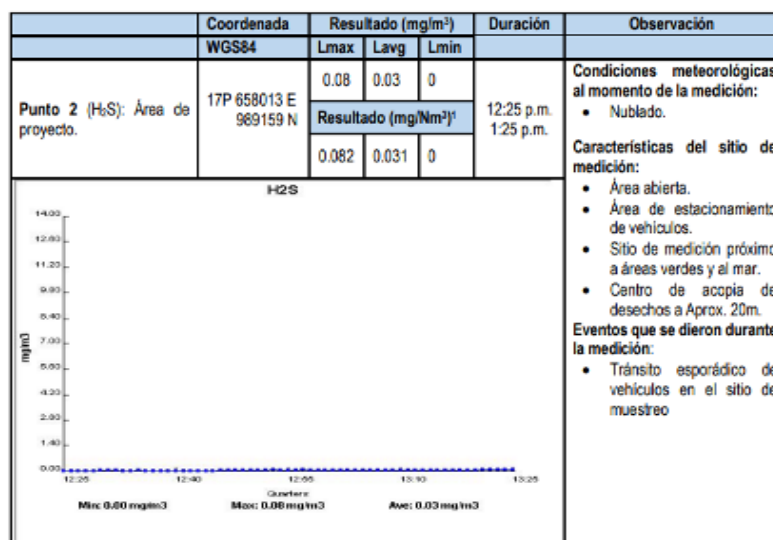 Coordenada Resultado (mg/m³) Duración Observación
WGS84 Lmax Lavg Lmin
Punto 2 (H₂S): Área de
proyecto.
17P 658013 E
989159 N
0.08 0.03 0
Resultado (mg/Nm³)¹
0.082 0.031 0
12:25 p.m.
1:25 p.m.
Condiciones meteorológicas
al momento de la medición:
• Nublado.
Características del sitio de
medición:
• Área abierta.
• Área de estacionamiento
de vehículos.
• Sitio de medición próximo
a áreas verdes y al mar.
• Centro de acopia de
desechos a Aprox. 20m.
Eventos que se dieron durante
la medición:
• Tránsito esporádico de
vehículos en el sitio de
muestreo
H2S
mg/m3
14.00
12.60
11.20
9.80
8.40
7.00
5.60
4.20
2.80
1.40
0.00
12:25 12:40 12:55 13:10 13:25
Quarters
Min: 0.00 mg/m3 Max: 0.08 mg/m3 Ave: 0.03 mg/m3